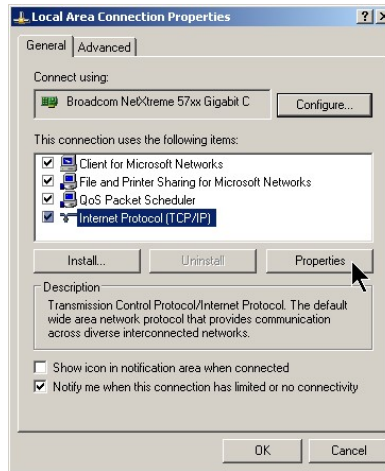 Local Area Connection Properties
General Advanced
Connect using:
Broadcom NetXtreme 57xx Gigabit C
Configure...
This connection uses the following items:
Client for Microsoft Networks
File and Printer Sharing for Microsoft Networks
QoS Packet Scheduler
Internet Protocol (TCP/IP)
Install... Uninstall Properties
Description
Transmission Control Protocol/Internet Protocol. The default
wide area network protocol that provides communication
across diverse interconnected networks.
Show icon in notification area when connected
Notify me when this connection has limited or no connectivity
OK Cancel